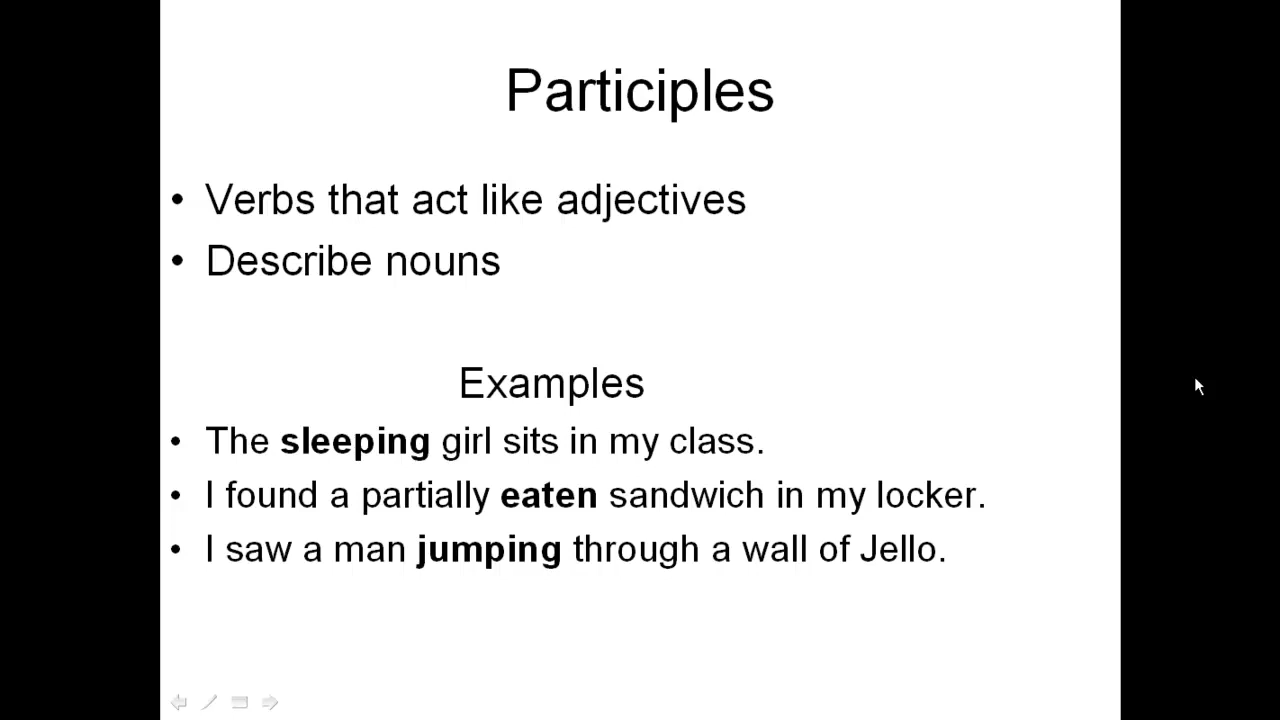 Participles
• Verbs that act like adjectives
• Describe nouns
Examples
• The sleeping girl sits in my class.
• I found a partially eaten sandwich in my locker.
• I saw a man jumping through a wall of Jello.